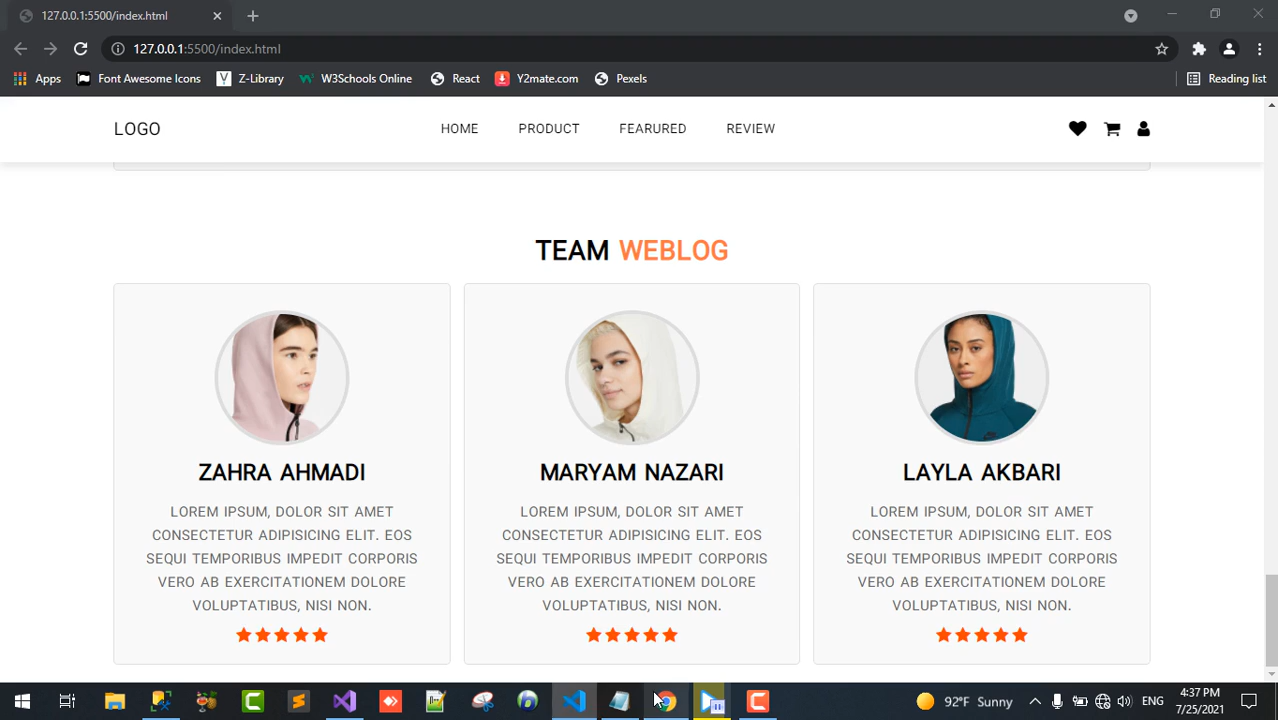 127.0.0.1:5500/index.html
127.0.0.1:5500/index.html
Apps Font Awesome Icons Z-Library W3Schools Online React Y2mate.com Pexels Reading list
LOGO HOME PRODUCT FEARURED REVIEW
TEAM WEBLOG
ZAHRA AHMADI
LOREM IPSUM, DOLOR SIT AMET
CONSECTETUR ADIPISICING ELIT. EOS
SEQUI TEMPORIBUS IMPEDIT CORPORIS
VERO AB EXERCITATIONEM DOLORE
VOLUPTATIBUS, NISI NON.
MARYAM NAZARI
LOREM IPSUM, DOLOR SIT AMET
CONSECTETUR ADIPISICING ELIT. EOS
SEQUI TEMPORIBUS IMPEDIT CORPORIS
VERO AB EXERCITATIONEM DOLORE
VOLUPTATIBUS, NISI NON.
LAYLA AKBARI
LOREM IPSUM, DOLOR SIT AMET
CONSECTETUR ADIPISICING ELIT. EOS
SEQUI TEMPORIBUS IMPEDIT CORPORIS
VERO AB EXERCITATIONEM DOLORE
VOLUPTATIBUS, NISI NON.
92°F Sunny ENG 4:37 PM
7/25/2021